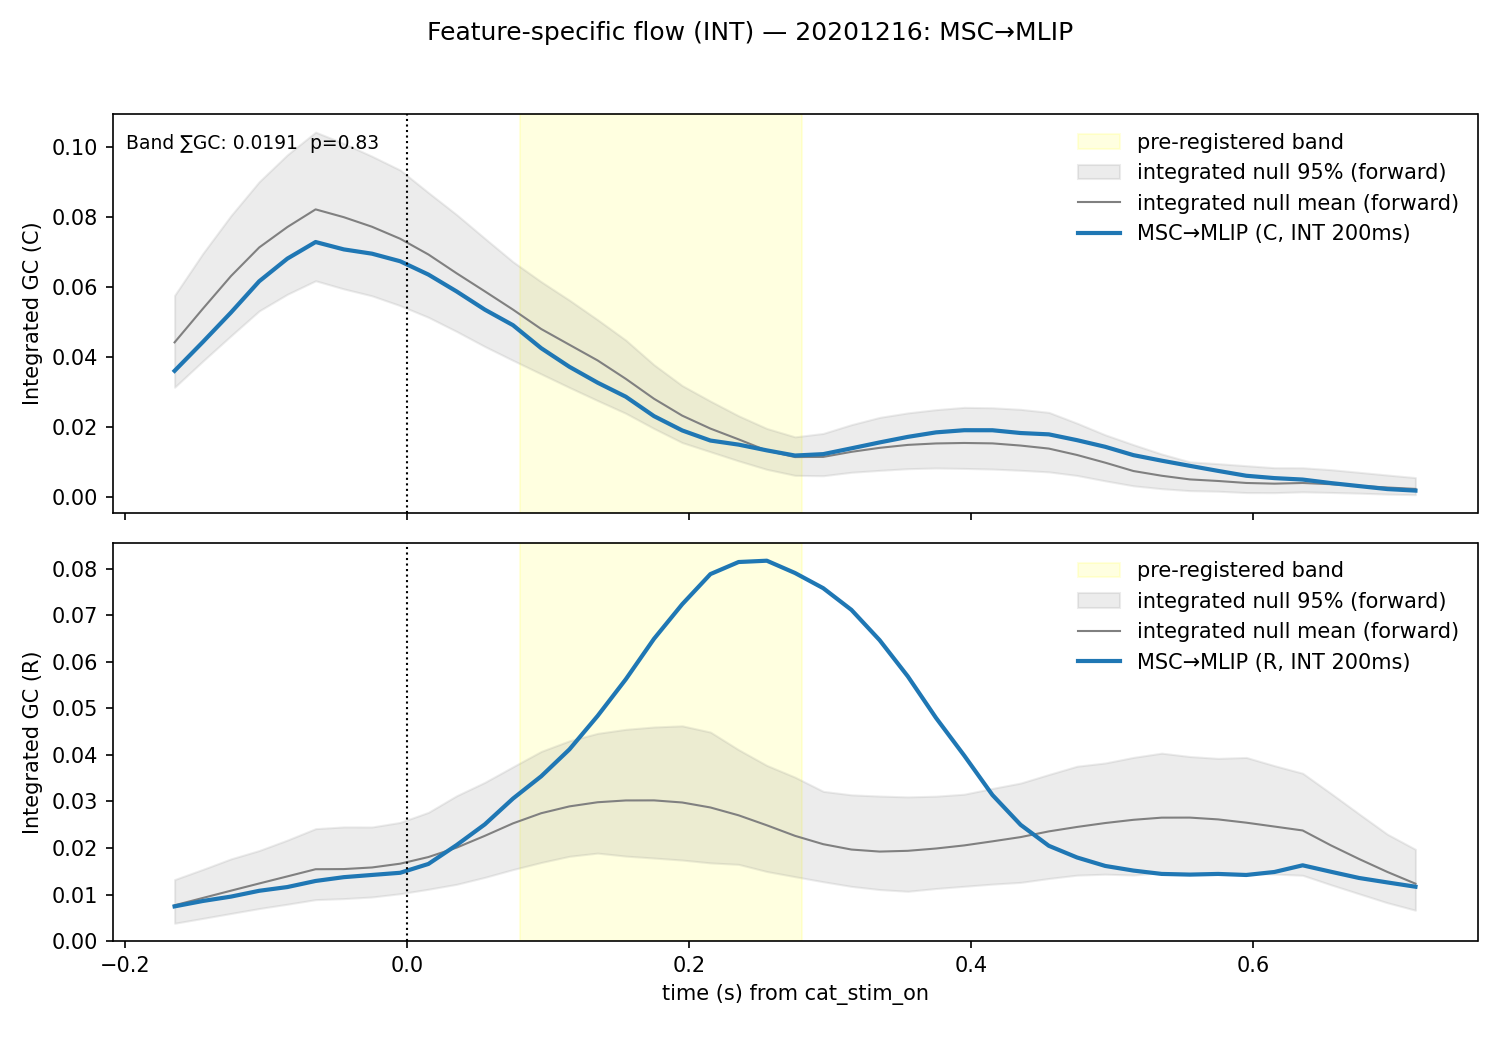 Feature-specific flow (INT) — 20201216: MSC→MLIP
Band ∑GC: 0.0191  p=0.83
pre-registered band
integrated null 95% (forward)
integrated null mean (forward)
MSC→MLIP (C, INT 200ms)
Integrated GC (C)
0.10
0.08
0.06
0.04
0.02
0.00
pre-registered band
integrated null 95% (forward)
integrated null mean (forward)
MSC→MLIP (R, INT 200ms)
Integrated GC (R)
0.08
0.07
0.06
0.05
0.04
0.03
0.02
0.01
0.00
−0.2 0.0 0.2 0.4 0.6
time (s) from cat_stim_on